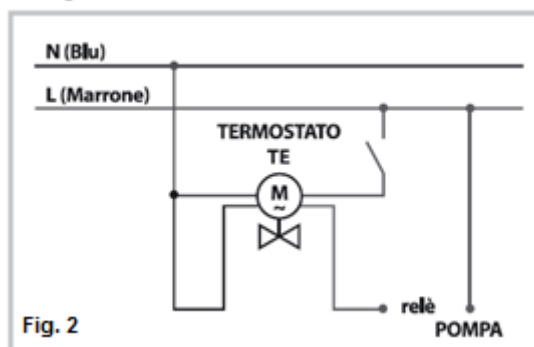 N (Blu)
L (Marrone)
TERMOSTATO
TE
M
~
relè
POMPA
Fig. 2